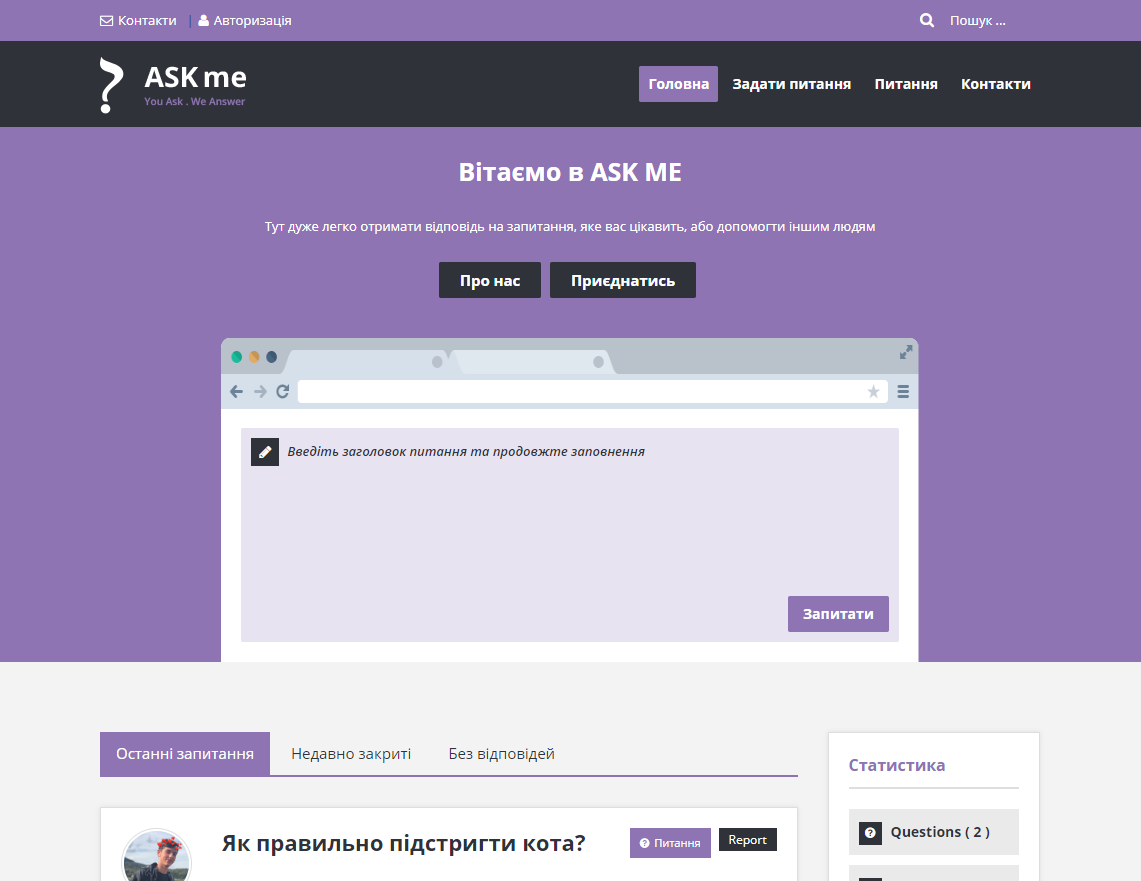 Контакти | Авторизація
Пошук ...
ASK me
You Ask . We Answer
Головна
Задати питання
Питання
Контакти
Вітаємо в ASK ME
Тут дуже легко отримати відповідь на запитання, яке вас цікавить, або допомогти іншим людям
Про нас
Приєднатись
Введіть заголовок питання та продовжте заповнення
Запитати
Останні запитання
Недавно закриті
Без відповідей
Як правильно підстригти кота?
Питання
Report
Статистика
Questions ( 2 )